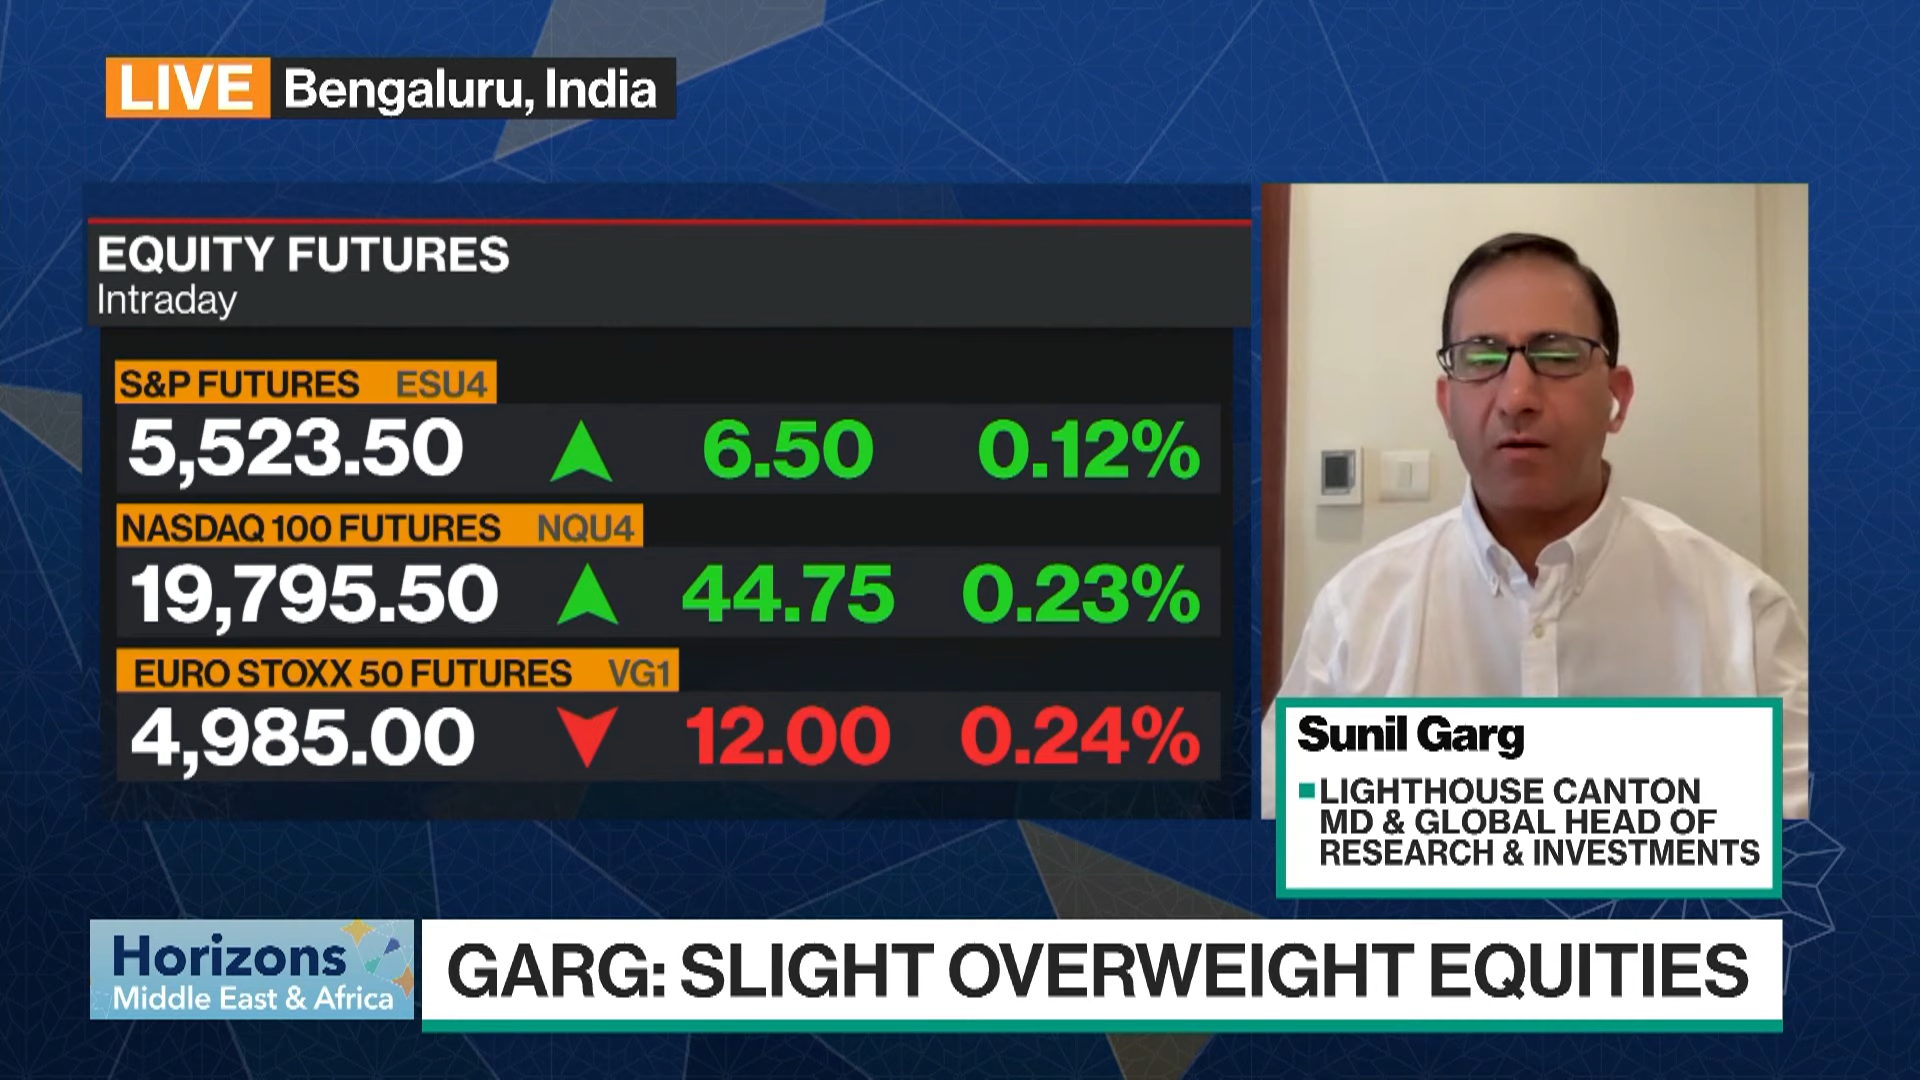 LIVE Bengaluru, India
EQUITY FUTURES
Intraday
S&P FUTURES ESU4
5,523.50 6.50 0.12%
NASDAQ 100 FUTURES NQU4
19,795.50 44.75 0.23%
EURO STOXX 50 FUTURES VG1
4,985.00 12.00 0.24%
Sunil Garg
LIGHTHOUSE CANTON
MD & GLOBAL HEAD OF
RESEARCH & INVESTMENTS
Horizons
Middle East & Africa
GARG: SLIGHT OVERWEIGHT EQUITIES